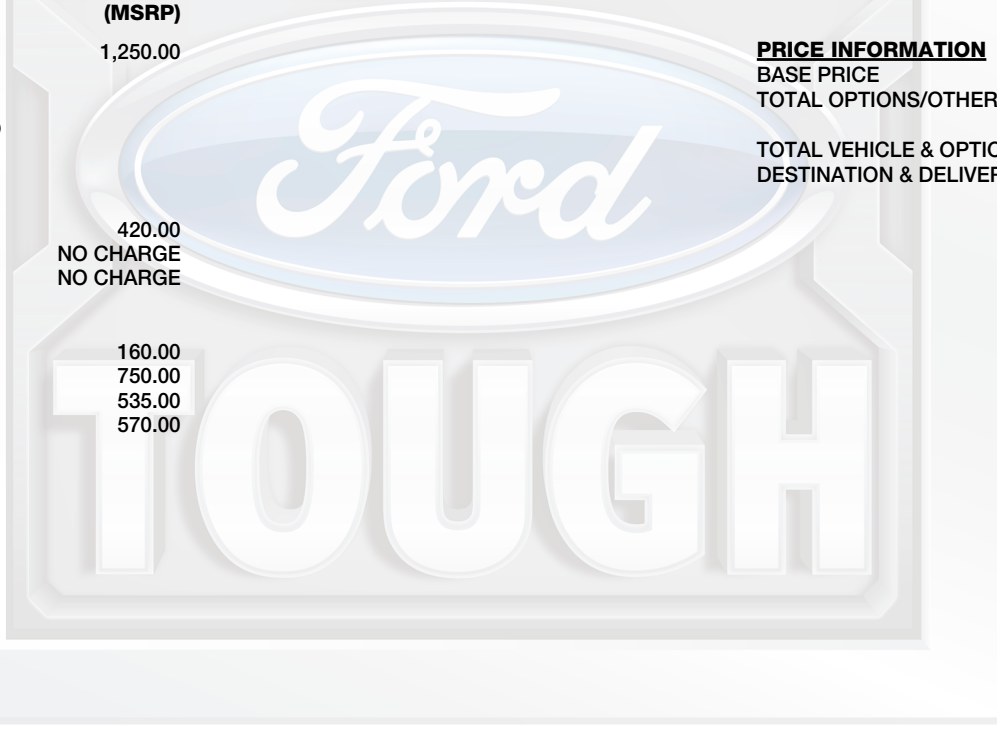 (MSRP)
1,250.00
420.00
NO CHARGE
NO CHARGE
160.00
750.00
535.00
570.00
PRICE INFORMATION
BASE PRICE
TOTAL OPTIONS/OTHER
TOTAL VEHICLE & OPTIO
DESTINATION & DELIVER
Ford
TOUGH